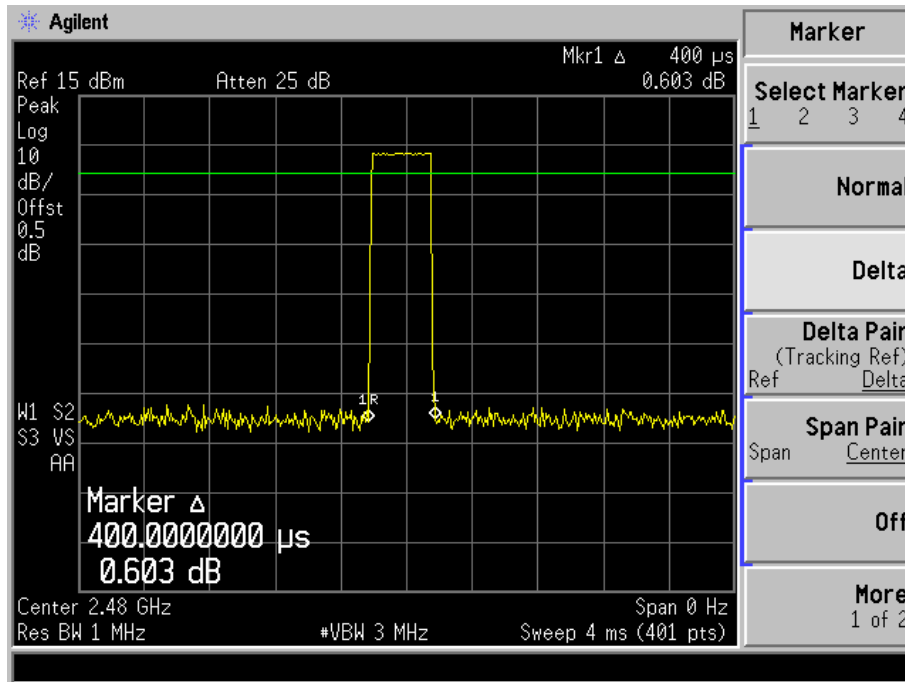 Agilent
Marker
Mkr1 Δ 400 µs
Ref 15 dBm Atten 25 dB 0.603 dB
Peak
Log
10
dB/
Offst
0.5
dB
1R 1
W1 S2
S3 VS
AA
Marker Δ
400.0000000 µs
0.603 dB
Center 2.48 GHz Span 0 Hz
Res BW 1 MHz #VBW 3 MHz Sweep 4 ms (401 pts)
Select Marker
1 2 3 4
Normal
Delta
Delta Pair
(Tracking Ref)
Ref Delta
Span Pair
Span Center
Off
More
1 of 2